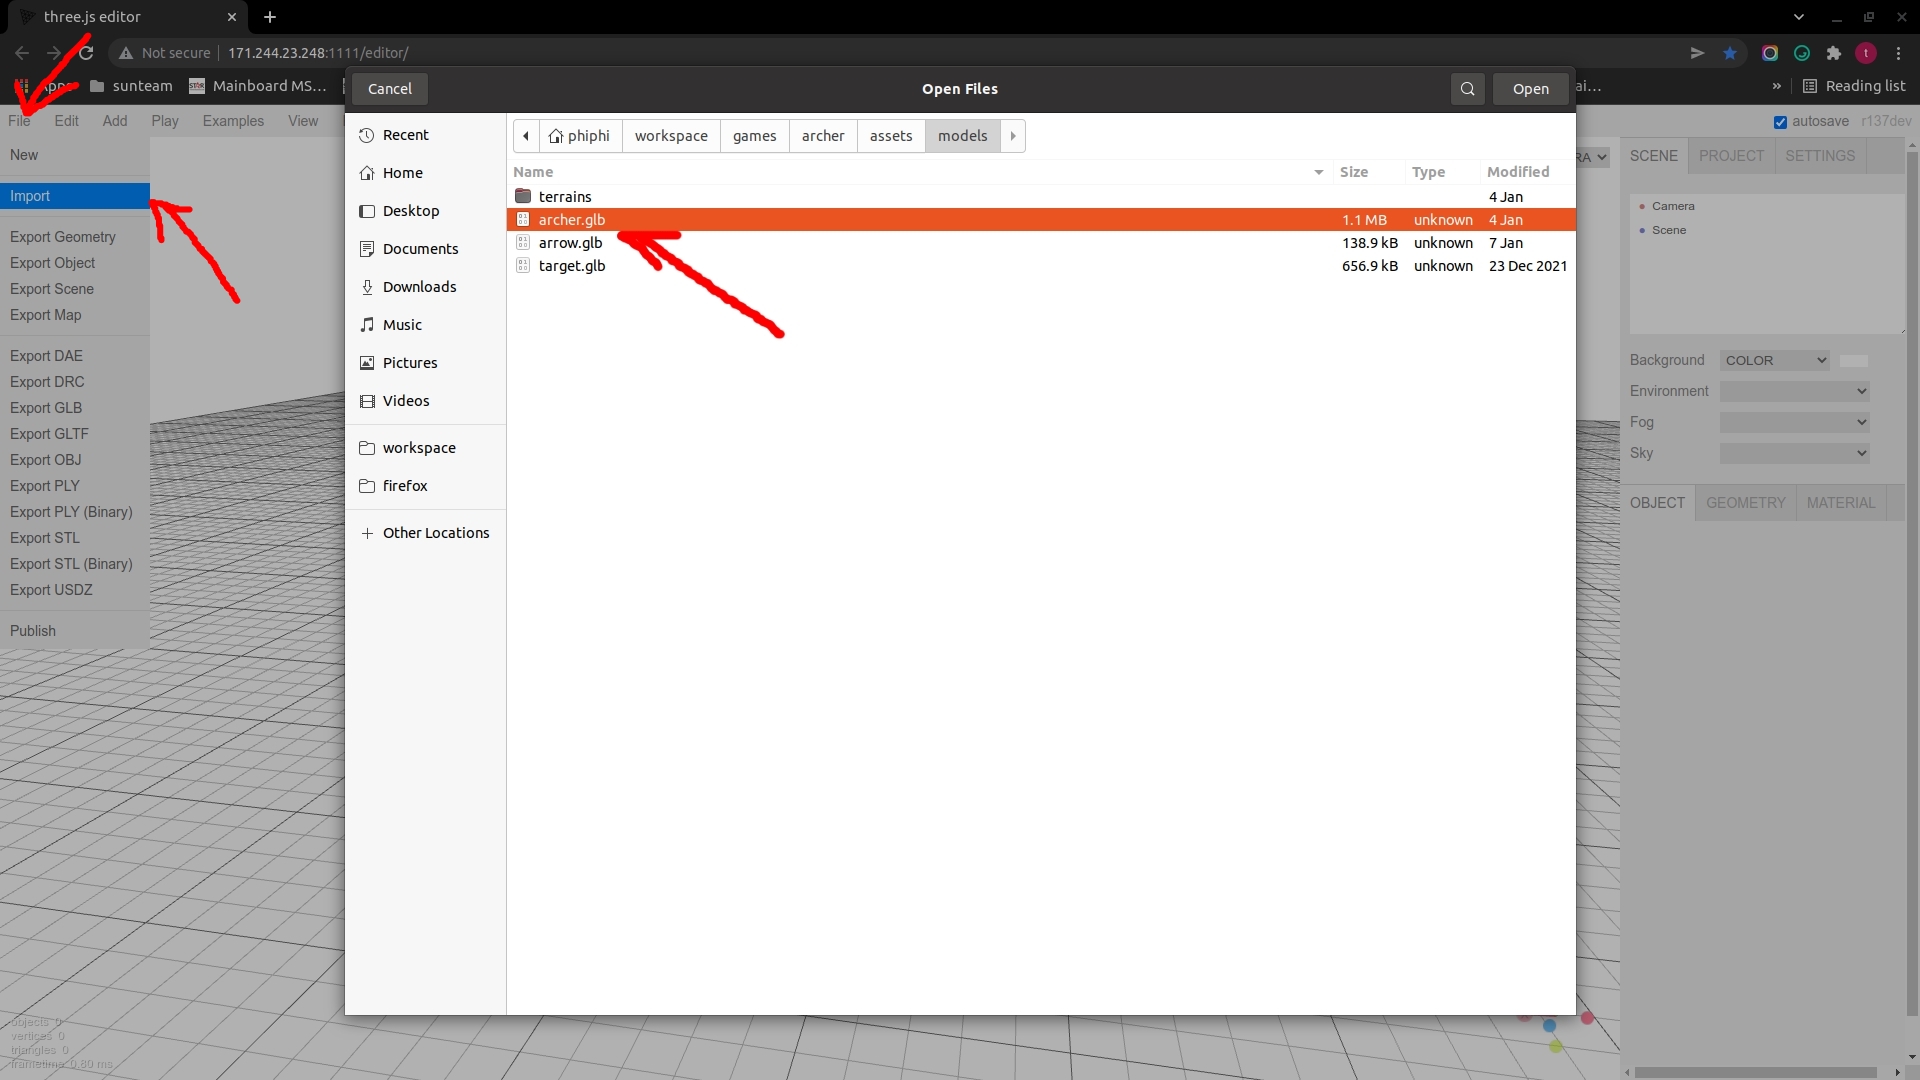 three.js editor
Not secure 171.244.23.248:1111/editor/
Apps sunteam Mainboard MS... ai... » Reading list
Cancel Open Files Open
File Edit Add Play Examples View autosave r137dev
New
Import
Export Geometry
Export Object
Export Scene
Export Map
Export DAE
Export DRC
Export GLB
Export GLTF
Export OBJ
Export PLY
Export PLY (Binary)
Export STL
Export STL (Binary)
Export USDZ
Publish
Recent
Home
Desktop
Documents
Downloads
Music
Pictures
Videos
workspace
firefox
Other Locations
phiphi workspace games archer assets models
Name Size Type Modified
terrains 4 Jan
archer.glb 1.1 MB unknown 4 Jan
arrow.glb 138.9 kB unknown 7 Jan
target.glb 656.9 kB unknown 23 Dec 2021
RA
SCENE PROJECT SETTINGS
Camera
Scene
Background COLOR
Environment
Fog
Sky
OBJECT GEOMETRY MATERIAL
objects 0
vertices 0
triangles 0
frametime 0.80 ms